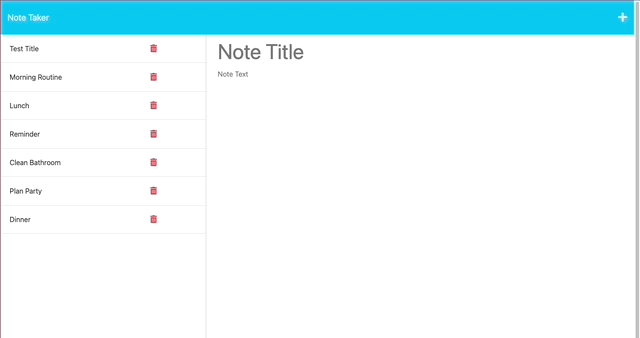 Note Taker
Test Title
Morning Routine
Lunch
Reminder
Clean Bathroom
Plan Party
Dinner
Note Title
Note Text